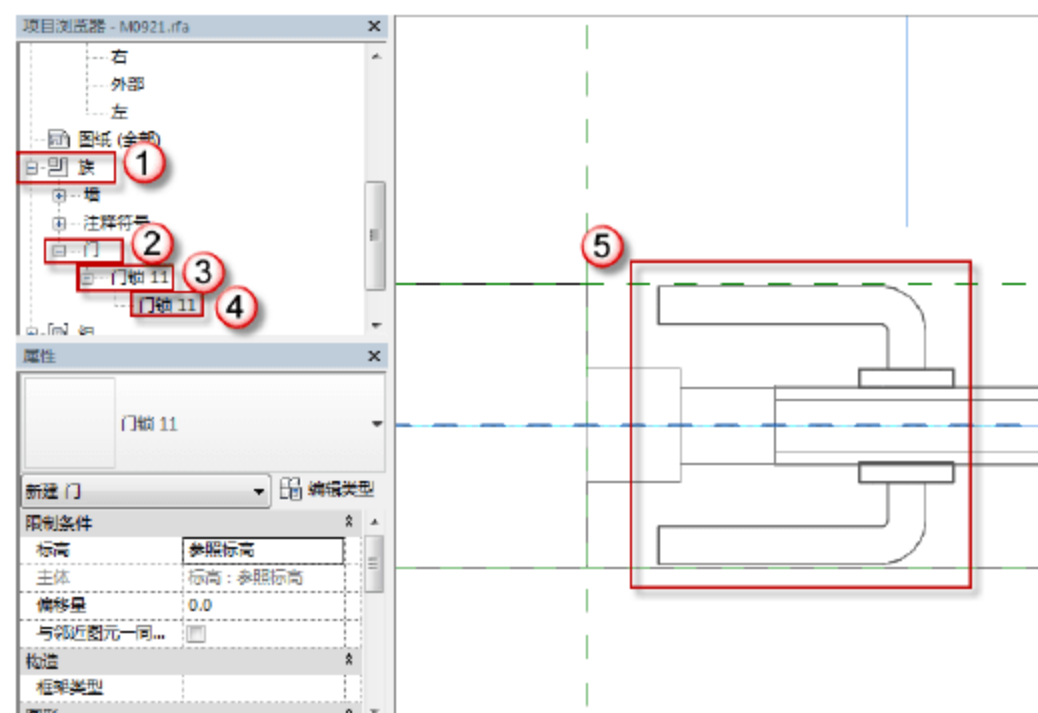 项目浏览器 - M0921.rfa
右
外部
左
图纸 (全部)
族
1
墙
注释符号
门
2
门锁 11
3
门锁 11
4
组
属性
门锁 11
新建 门
编辑类型
限制条件
标高
参照标高
主体
标高 : 参照标高
偏移量
0.0
与邻近图元一同...
构造
框架类型
图形
5